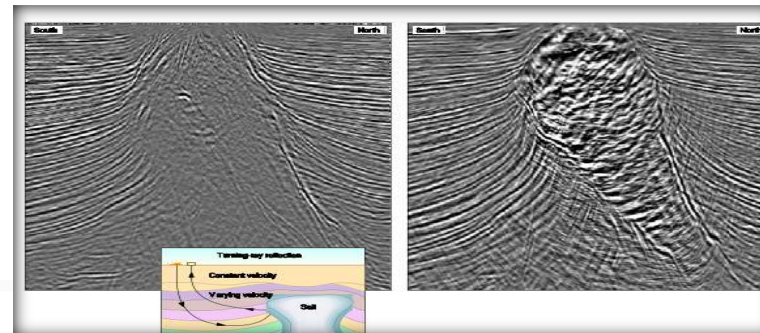 South North
South North
Turning-ray reflection
Constant velocity
Varying velocity
Salt